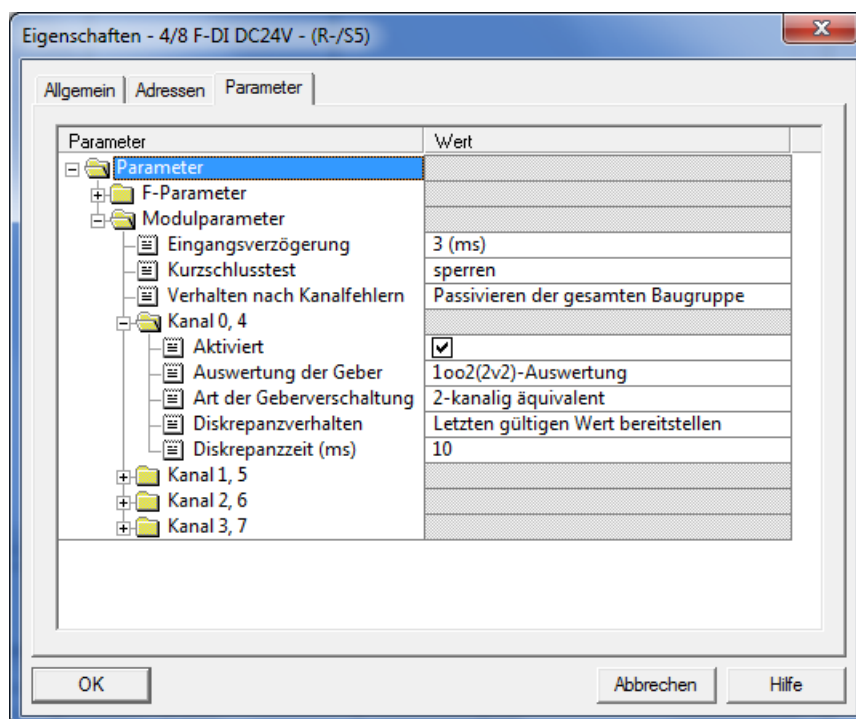 Eigenschaften - 4/8 F-DI DC24V - (R-/S5)
Allgemein Adressen Parameter
Parameter Wert
Parameter
F-Parameter
Modulparameter
Eingangsverzögerung 3 (ms)
Kurzschlusstest sperren
Verhalten nach Kanalfehlern Passivieren der gesamten Baugruppe
Kanal 0, 4
Aktiviert
Auswertung der Geber 1oo2(2v2)-Auswertung
Art der Geberverschaltung 2-kanalig äquivalent
Diskrepanzverhalten Letzten gültigen Wert bereitstellen
Diskrepanzzeit (ms) 10
Kanal 1, 5
Kanal 2, 6
Kanal 3, 7
OK Abbrechen Hilfe